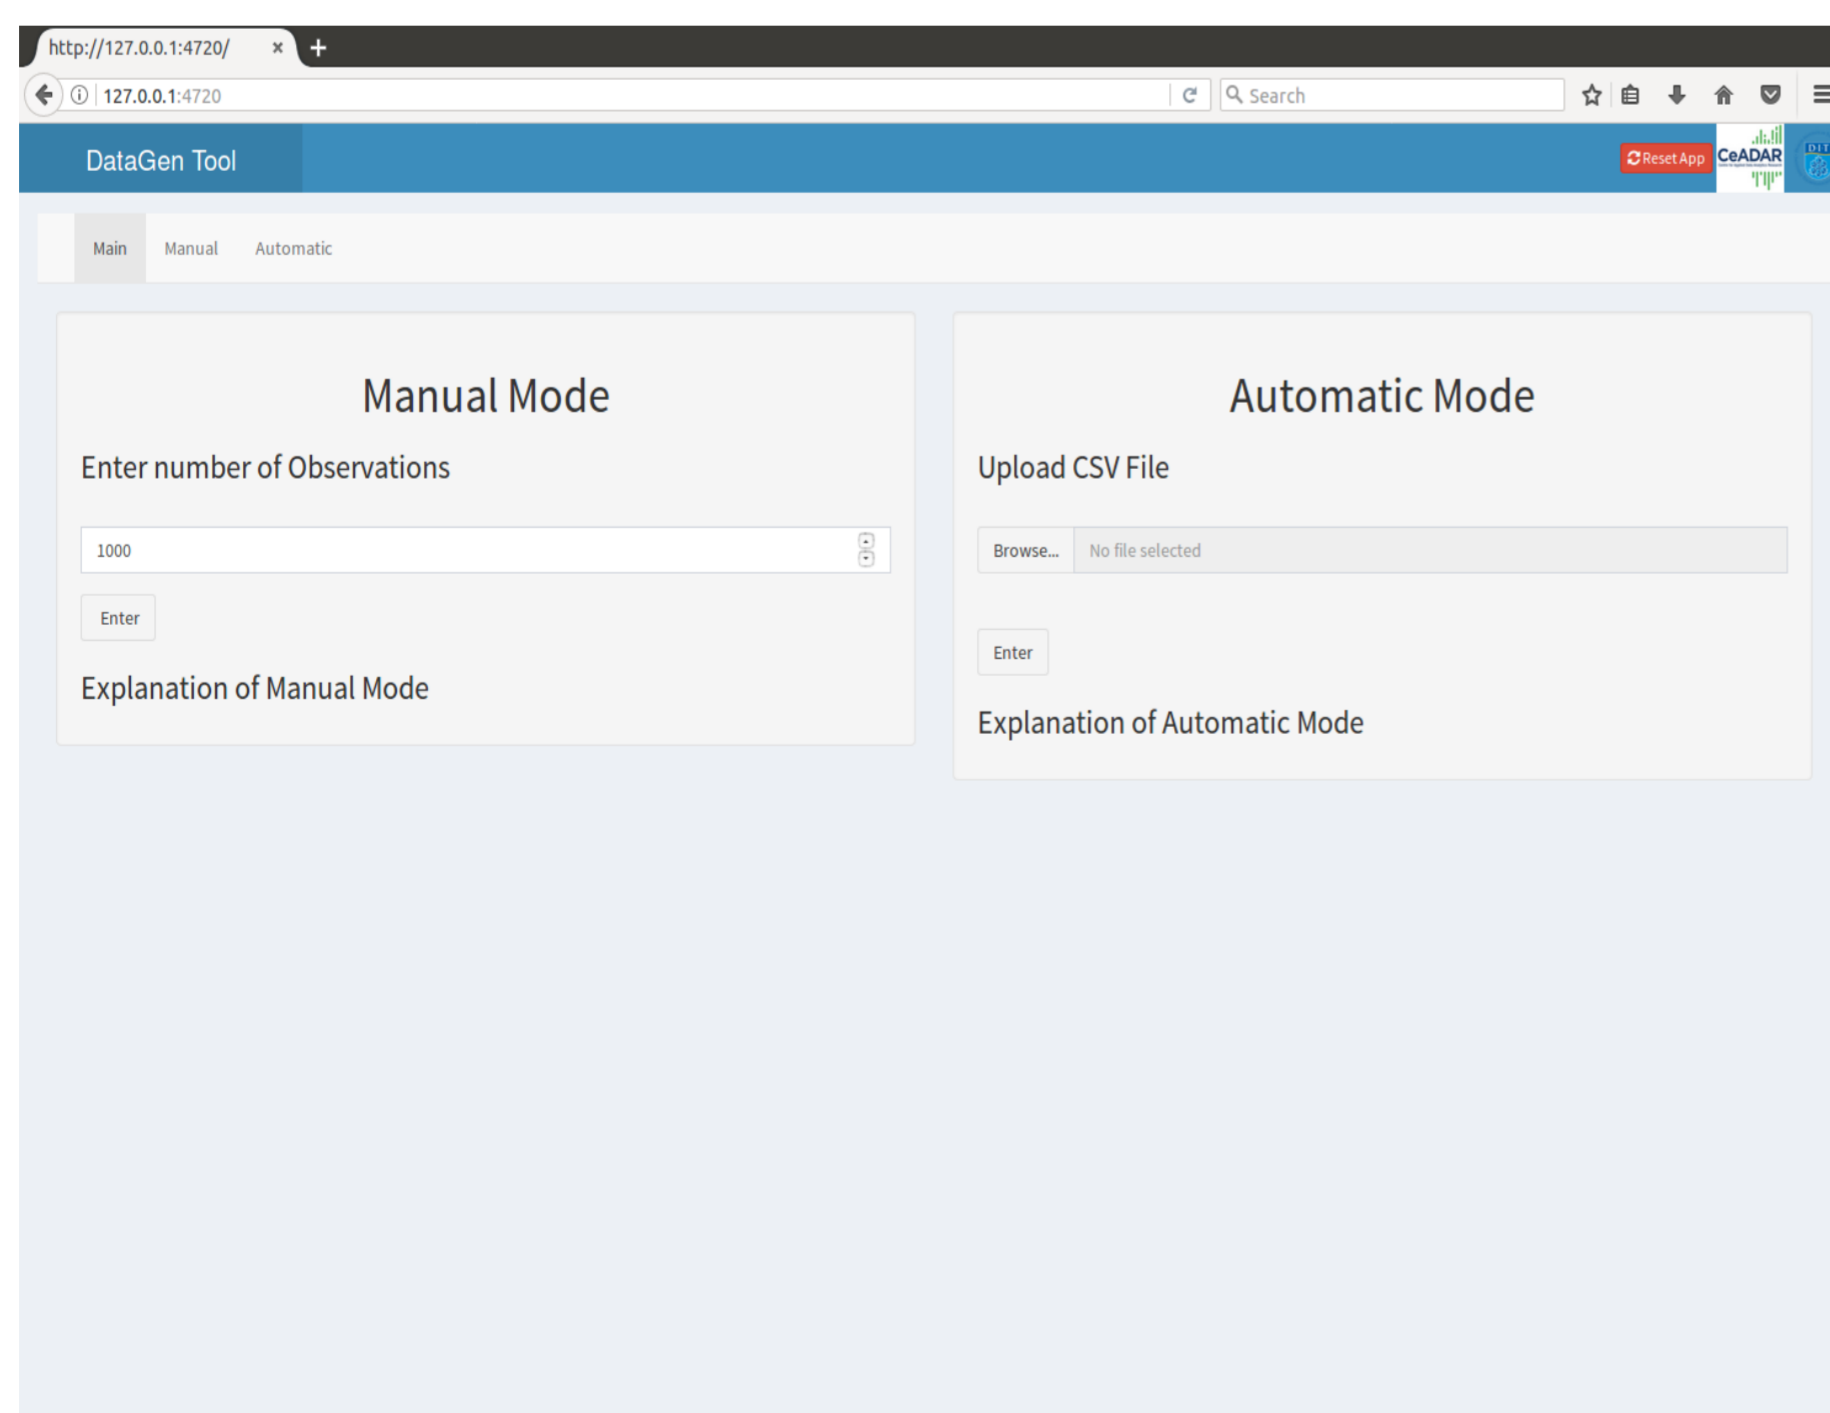 http://127.0.0.1:4720/
127.0.0.1:4720
Search
DataGen Tool
Reset App
CeADAR
DIT
Main Manual Automatic
Manual Mode
Enter number of Observations
1000
Enter
Explanation of Manual Mode
Automatic Mode
Upload CSV File
Browse... No file selected
Enter
Explanation of Automatic Mode